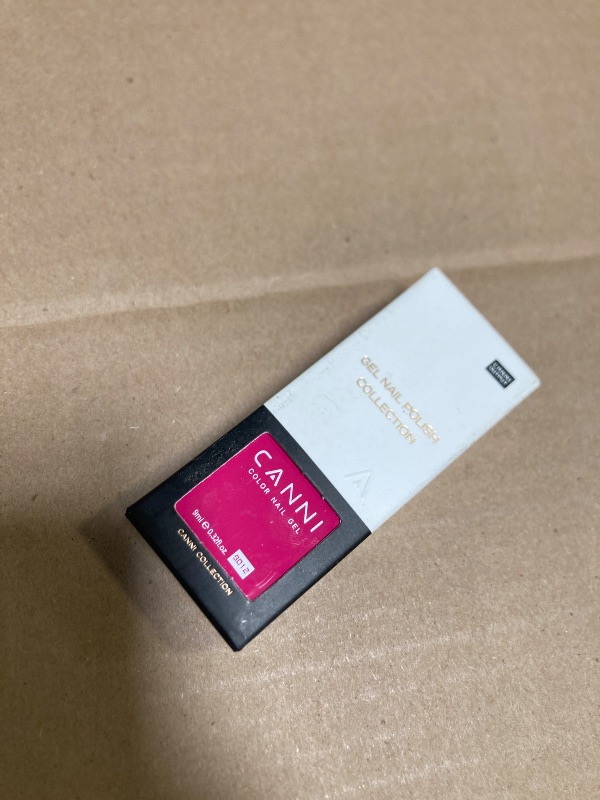 GEL NAIL POLISH
COLLECTION
CANNI
COLOR NAIL GEL
9ml ℮ 0.32fl.oz.
CANNI COLLECTION